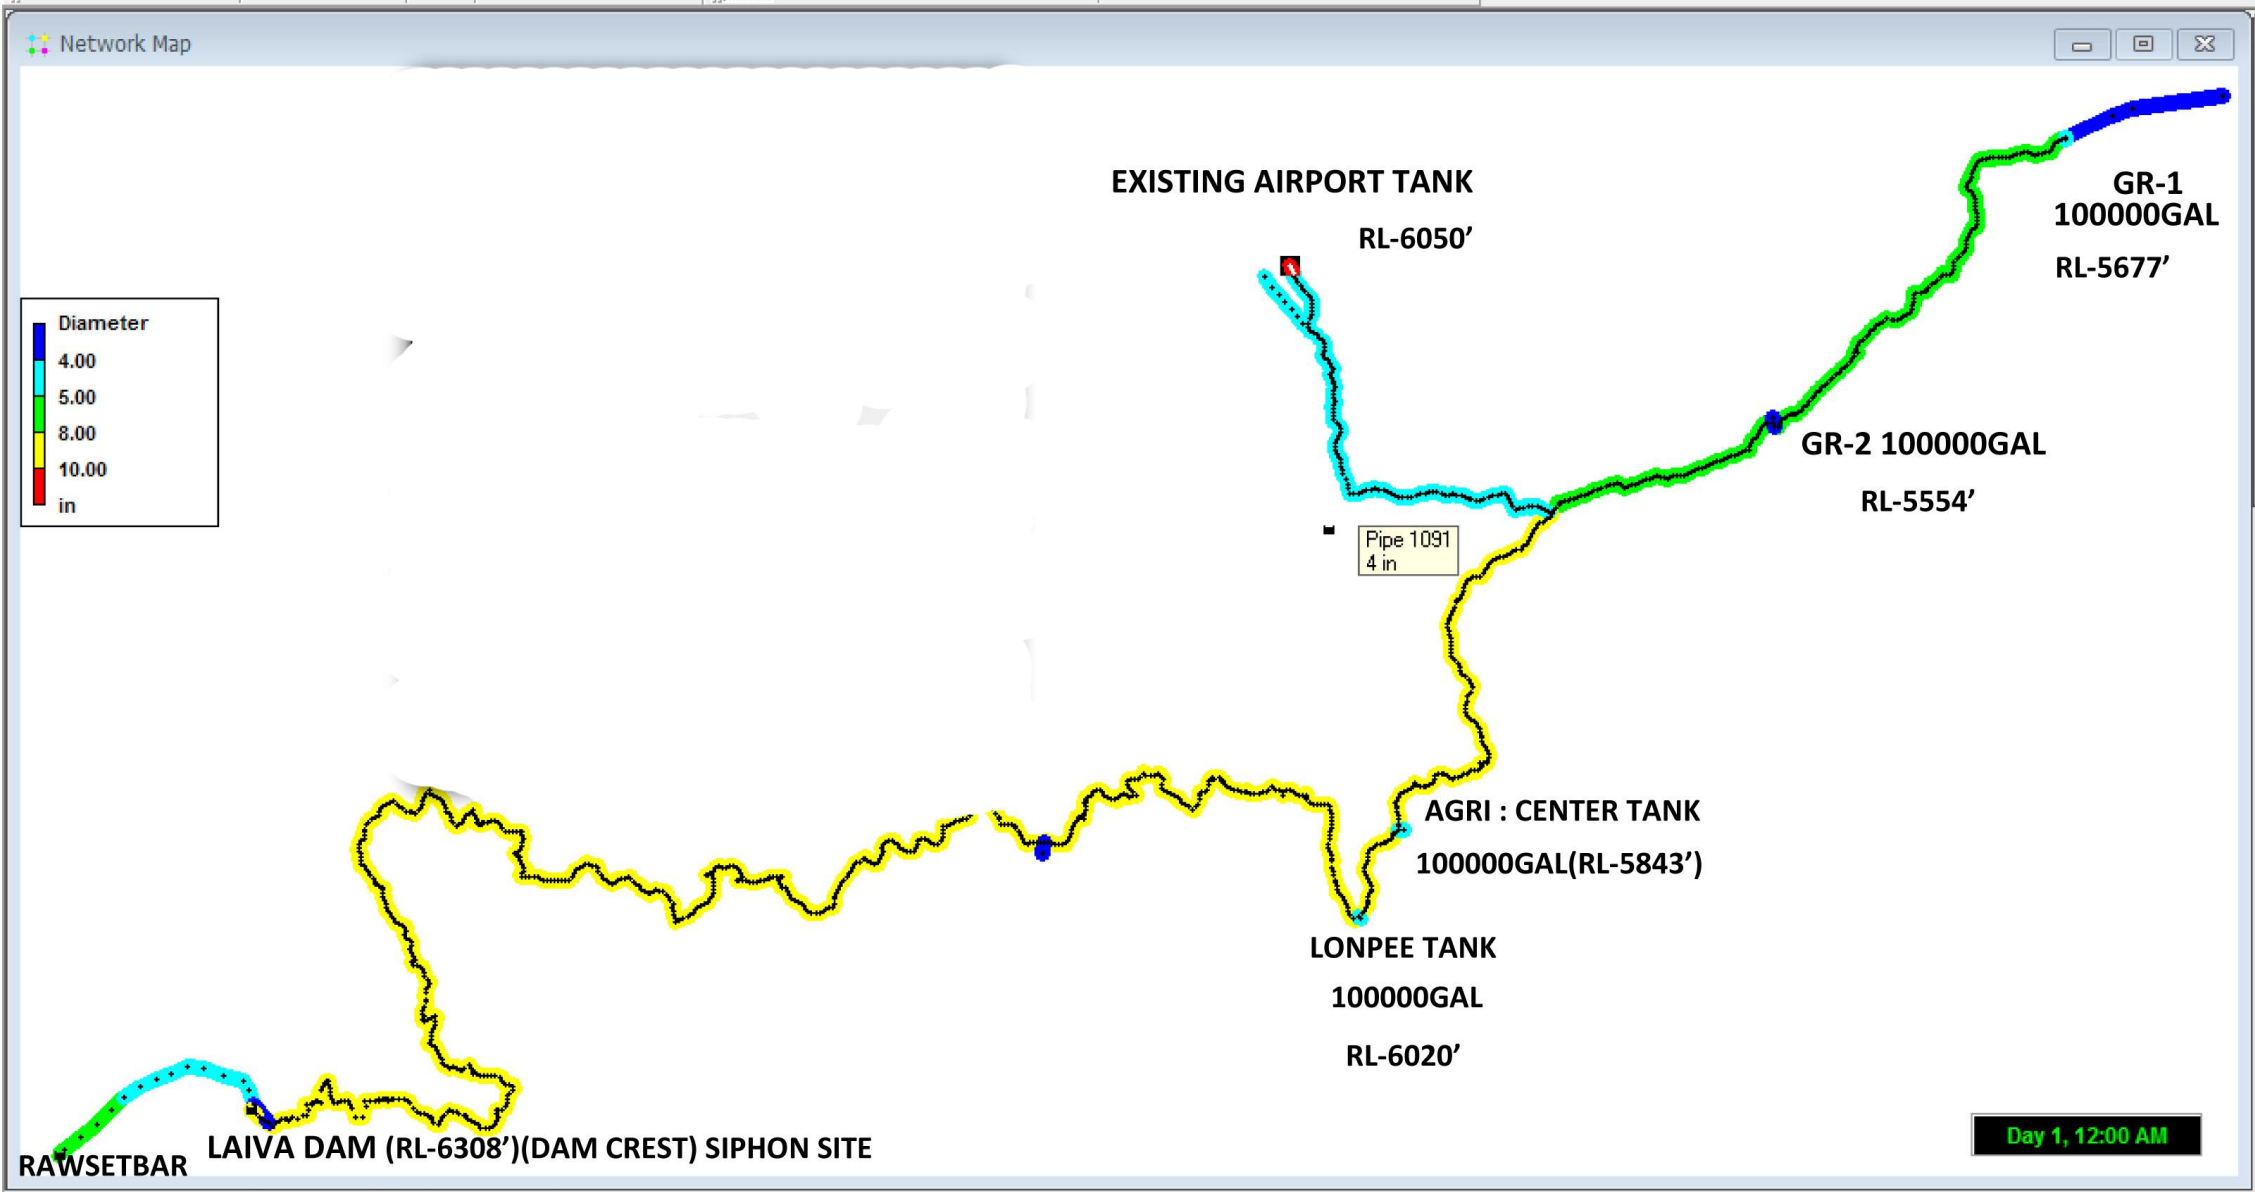 Network Map
EXISTING AIRPORT TANK
RL-6050’
GR-1
100000GAL
RL-5677’
Diameter
4.00
5.00
8.00
10.00
in
GR-2 100000GAL
RL-5554’
Pipe 1091
4 in
AGRI : CENTER TANK
100000GAL(RL-5843’)
LONPEE TANK
100000GAL
RL-6020’
Day 1, 12:00 AM
LAIVA DAM (RL-6308’)(DAM CREST) SIPHON SITE
RAWSETBAR